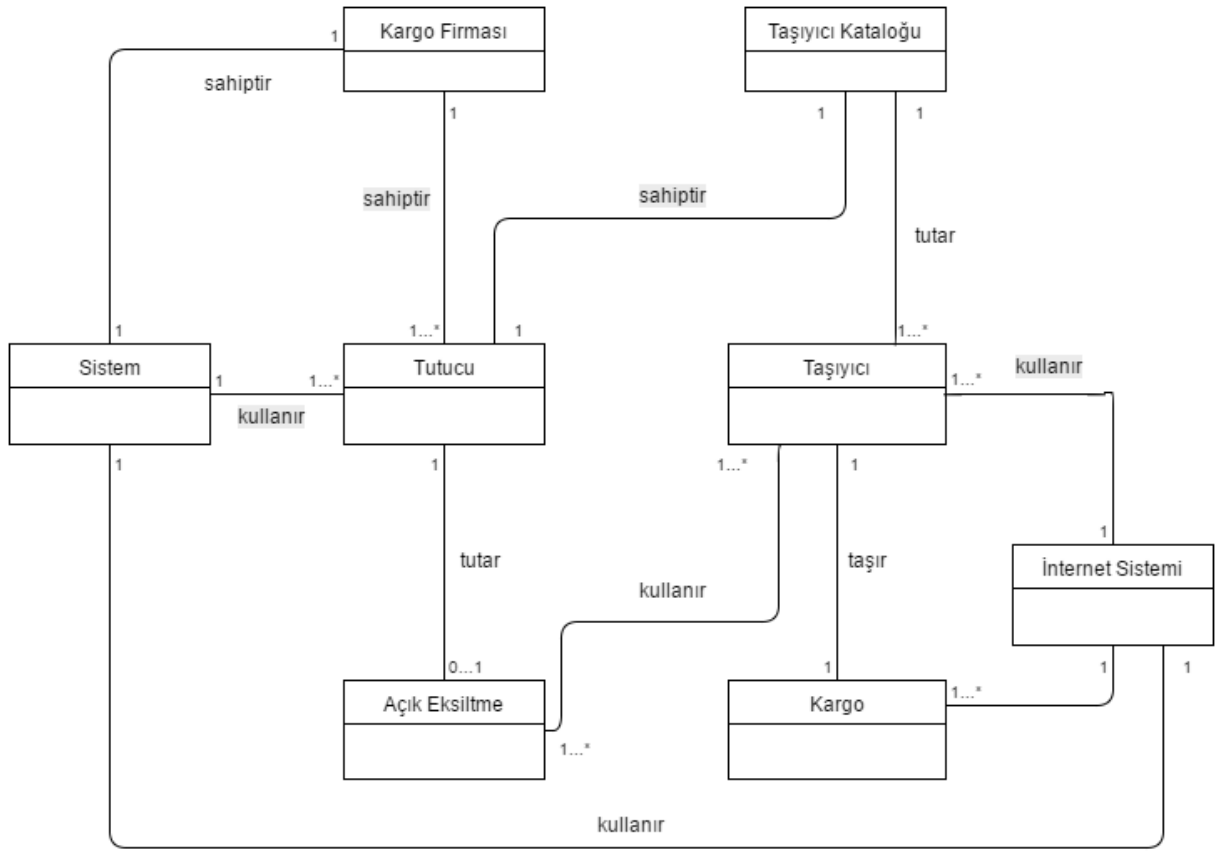 Kargo Firması
Taşıyıcı Kataloğu
1
sahiptir
1
1
1
sahiptir
sahiptir
tutar
1
1...*
1
1...*
Sistem
Tutucu
Taşıyıcı
kullanır
1
1...*
1...*
kullanır
1
1
1...*
1
1
tutar
taşır
İnternet Sistemi
kullanır
0...1
1
1
1
Açık Eksiltme
Kargo
1...*
1...*
kullanır